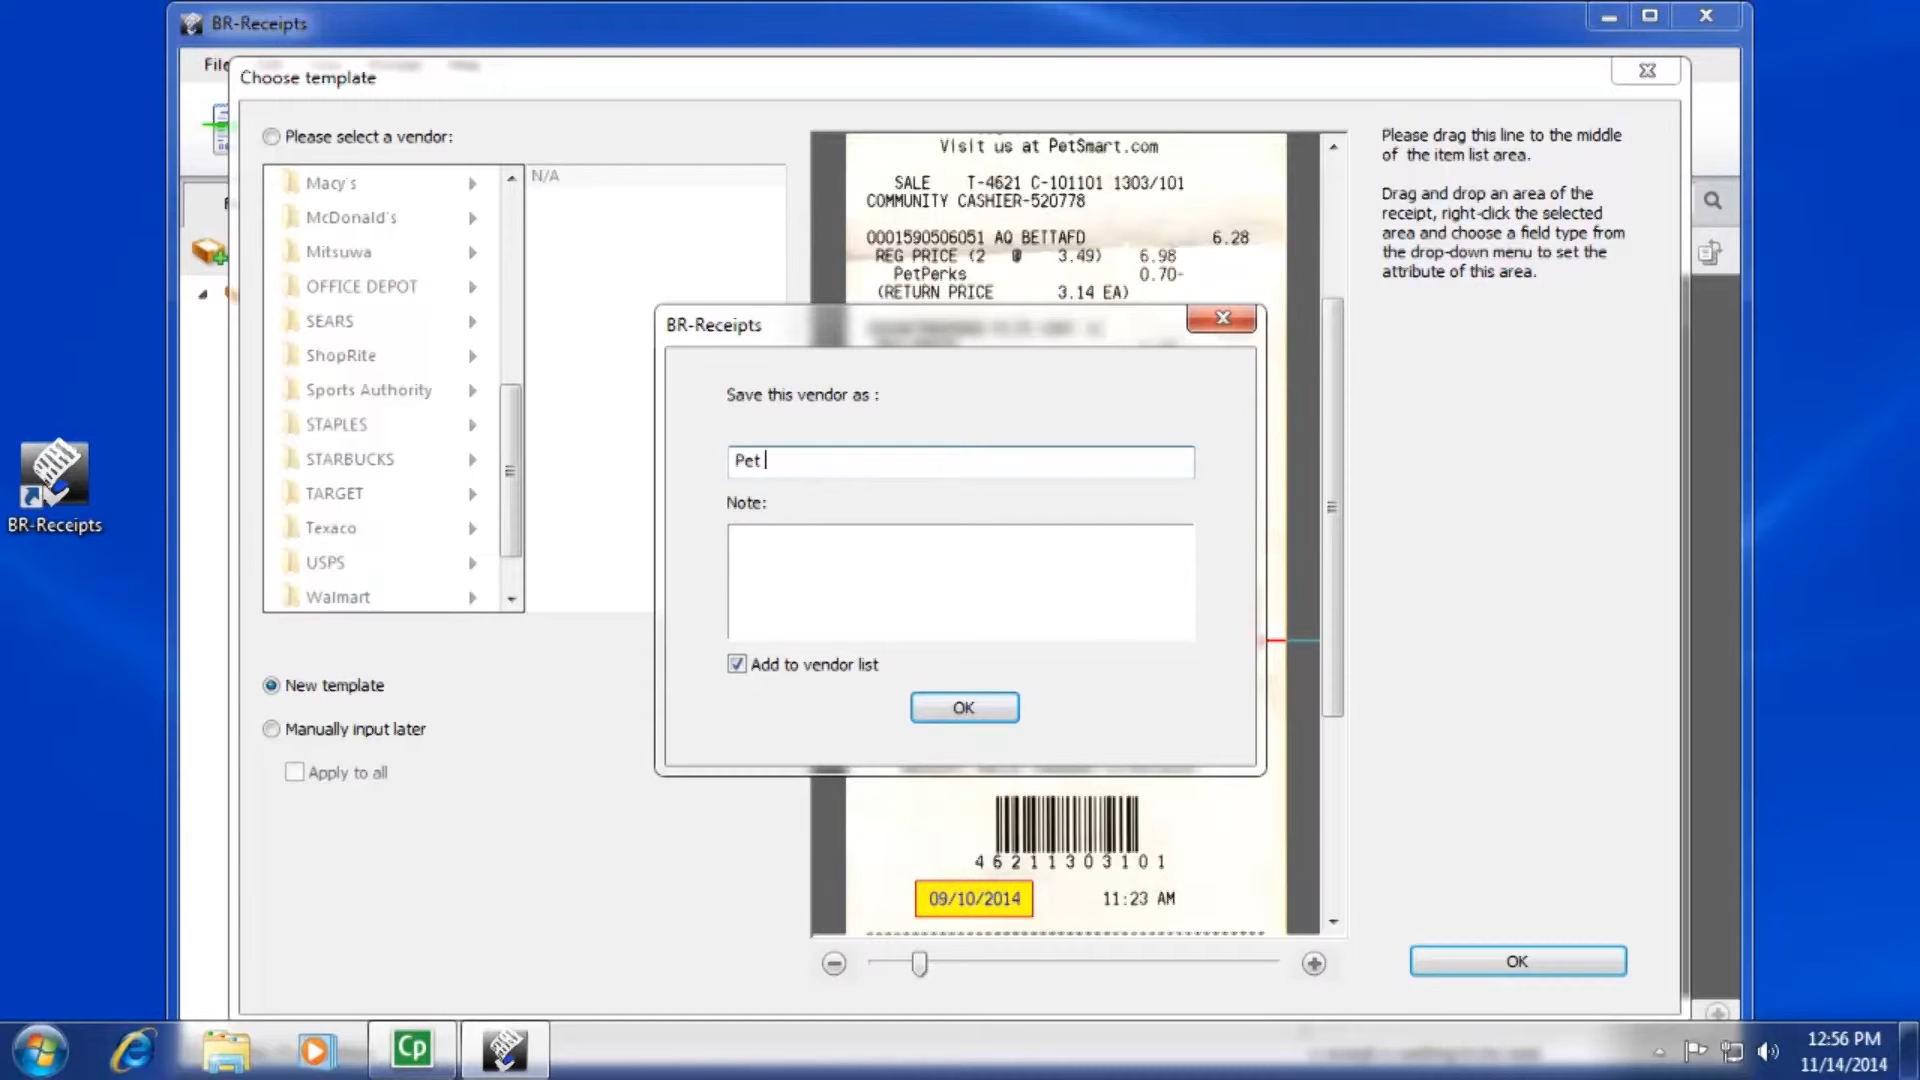 BR-Receipts
File
Choose template
Please select a vendor:
Macy's
McDonald's
Mitsuwa
OFFICE DEPOT
SEARS
ShopRite
Sports Authority
STAPLES
STARBUCKS
TARGET
Texaco
USPS
Walmart
N/A
New template
Manually input later
Apply to all
Visit us at PetSmart.com
SALE T-4621 C-101101 1303/101
COMMUNITY CASHIER-520778
0001590506051 AQ BETTAFD 6.28
REG PRICE (2 @ 3.49) 6.98
PetPerks 0.70-
(RETURN PRICE 3.14 EA)
4 6 2 1 1 3 0 3 1 0 1
09/10/2014 11:23 AM
Please drag this line to the middle
of the item list area.
Drag and drop an area of the
receipt, right-click the selected
area and choose a field type from
the drop-down menu to set the
attribute of this area.
OK
BR-Receipts
Save this vendor as :
Pet
Note:
Add to vendor list
OK
BR-Receipts
Cp
12:56 PM
11/14/2014